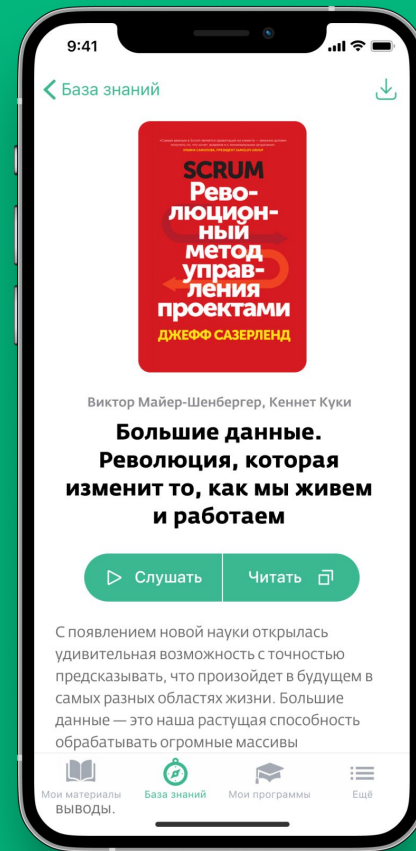 9:41
База знаний
SCRUM
Рево-
люцион-
ный
метод
управ-
ления
проектами
ДЖЕФФ САЗЕРЛЕНД
Виктор Майер-Шенбергер, Кеннет Куки
Большие данные.
Революция, которая
изменит то, как мы живем
и работаем
Слушать
Читать
С появлением новой науки открылась
удивительная возможность с точностью
предсказывать, что произойдет в будущем в
самых разных областях жизни. Большие
данные — это наша растущая способность
обрабатывать огромные массивы
Мои материалы
База знаний
Мои программы
Ещё
выводы.